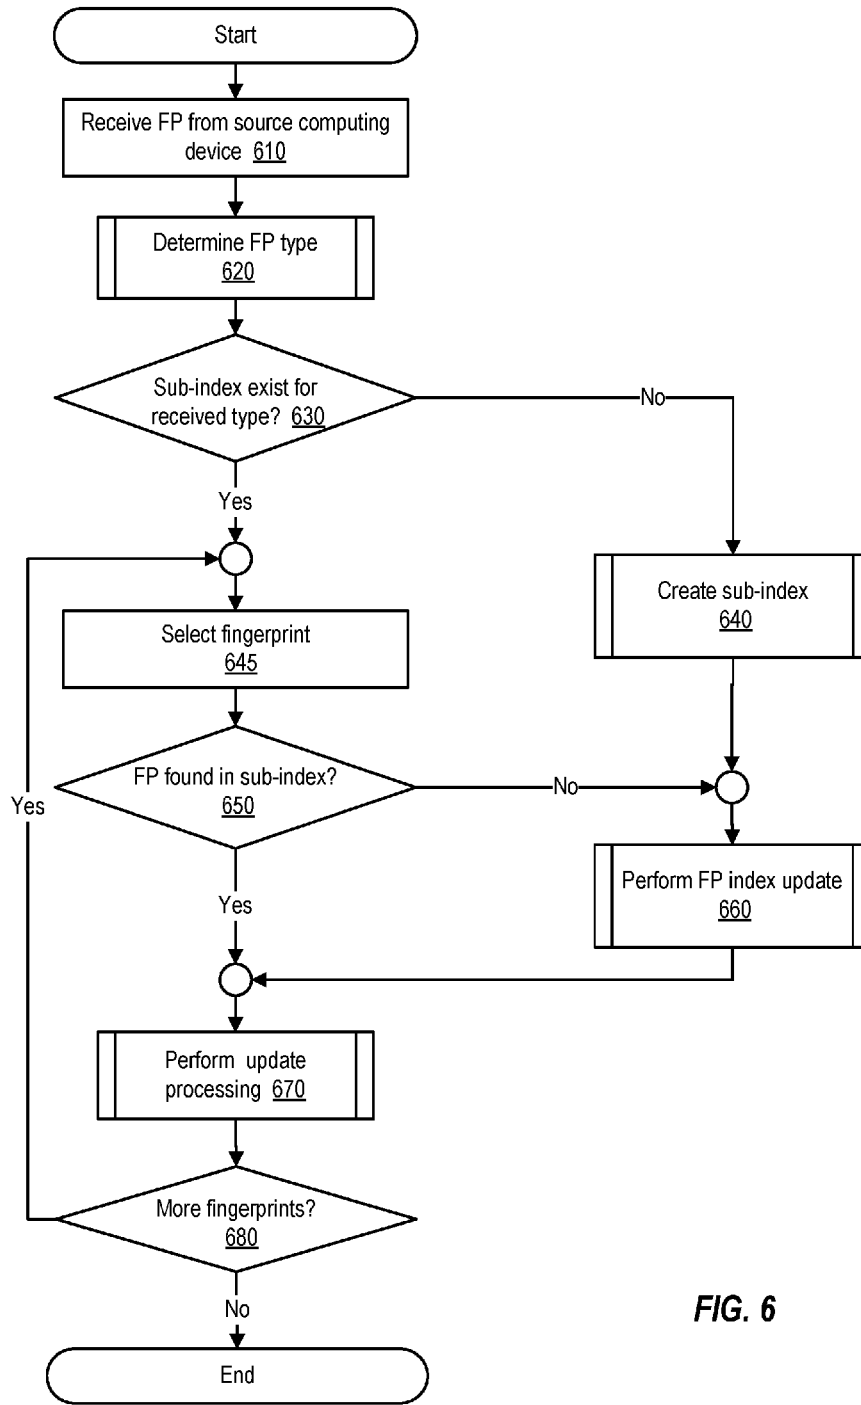 Start
Receive FP from source computing
device 610
Determine FP type
620
Sub-index exist for
received type? 630
No
Yes
Create sub-index
640
Select fingerprint
645
FP found in sub-index?
650
No
Yes
Yes
Perform FP index update
660
Perform update
processing 670
More fingerprints?
680
No
FIG. 6
End